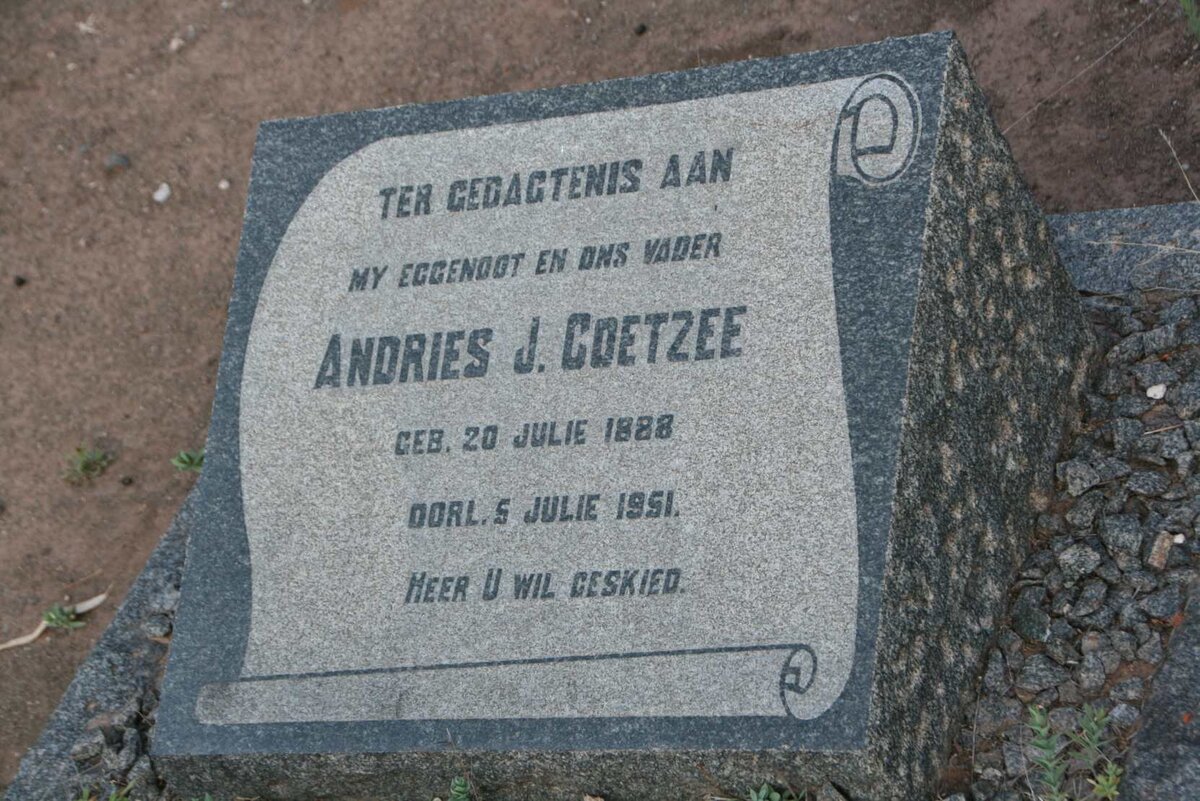 TER GEDAGTENIS AAN
MY EGGENOOT EN ONS VADER
ANDRIES J. COETZEE
GEB. 20 JULIE 1888
OORL. 5 JULIE 1951.
HEER U WIL GESKIED.